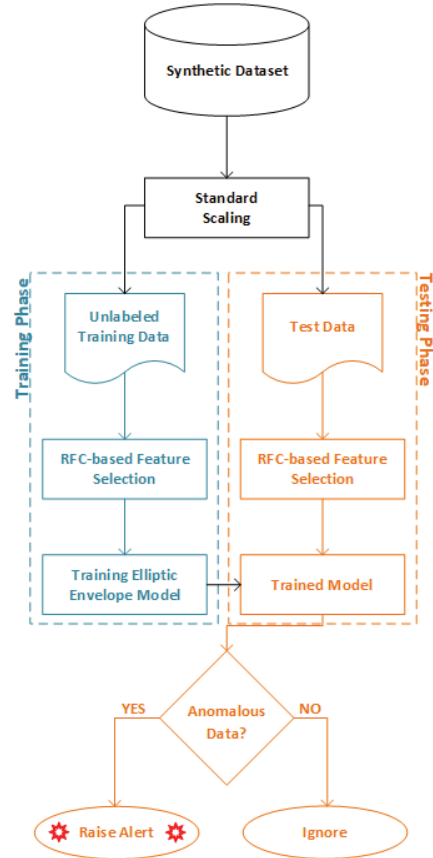 Synthetic Dataset
Standard
Scaling
Training Phase
Unlabeled
Training Data
RFC-based Feature
Selection
Training Elliptic
Envelope Model
Testing Phase
Test Data
RFC-based Feature
Selection
Trained Model
Anomalous
Data?
YES
NO
Raise Alert
Ignore